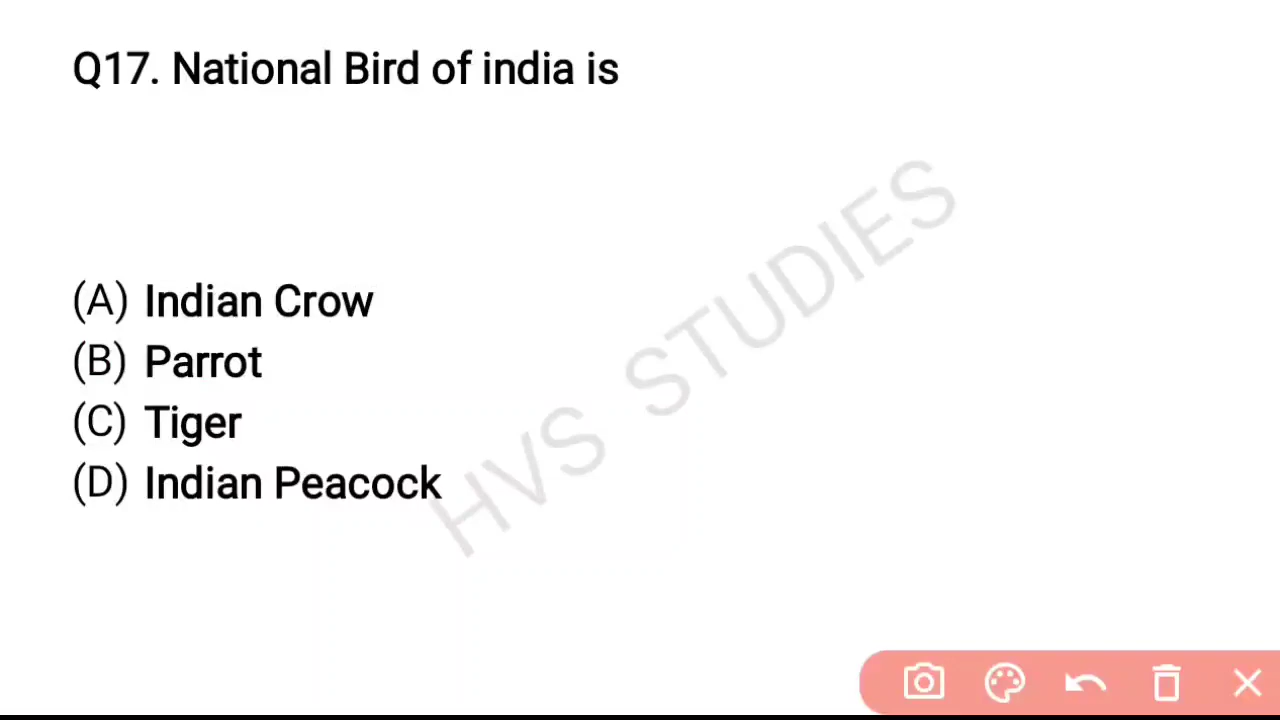 Q17. National Bird of india is
(A) Indian Crow
(B) Parrot
(C) Tiger
(D) Indian Peacock
HVS STUDIES